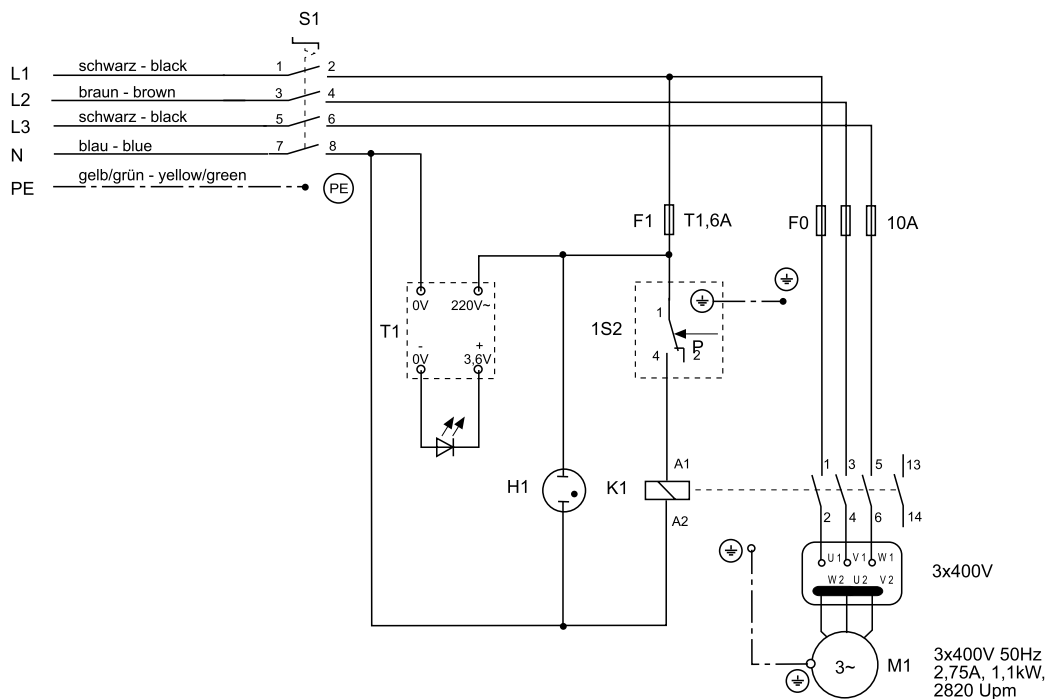 S1
L1 schwarz - black 1 2
L2 braun - brown 3 4
L3 schwarz - black 5 6
N blau - blue 7 8
PE gelb/grün - yellow/green PE
F1 T1,6A F0 10A
0V 220V~
T1
- +
0V 3,6V
1S2
1
P
4 2
H1
K1
A1
A2
1 3 5 13
2 4 6 14
U1 V1 W1
W2 U2 V2
3x400V
3~
M1
3x400V 50Hz
2,75A, 1,1kW,
2820 Upm